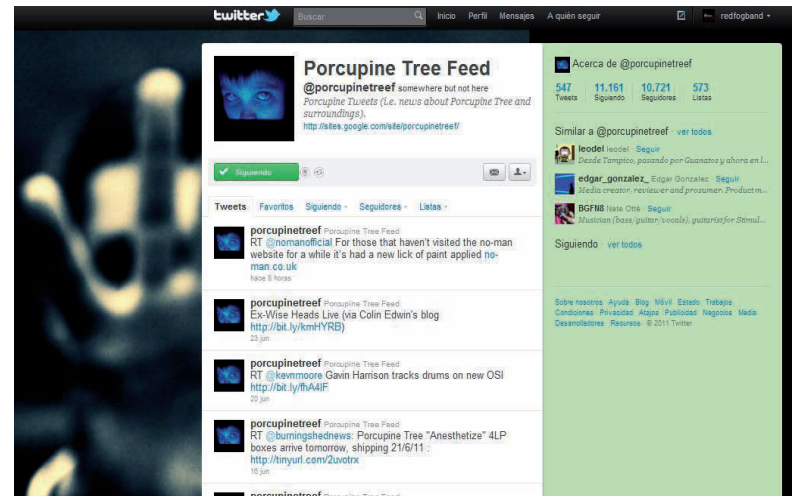 twitter
Buscar
Inicio Perfil Mensajes A quién seguir
redfogband
Porcupine Tree Feed
@porcupinetreef somewhere but not here
Porcupine Tweets (i.e. news about Porcupine Tree and
surroundings).
http://sites.google.com/site/porcupinetreef/
Siguiendo
Tweets Favoritos Siguiendo Seguidores Listas
porcupinetreef Porcupine Tree Feed
RT @nomanofficial For those that haven't visited the no-man
website for a while it's had a new lick of paint applied no-
man.co.uk
hace 8 horas
porcupinetreef Porcupine Tree Feed
Ex-Wise Heads Live (via Colin Edwin's blog
http://bit.ly/kmHYRB)
23 jun
porcupinetreef Porcupine Tree Feed
RT @kevnmoore Gavin Harrison tracks drums on new OSI
http://bit.ly/fhA4lF
20 jun
porcupinetreef Porcupine Tree Feed
RT @burningshednews: Porcupine Tree "Anesthetize" 4LP
boxes arrive tomorrow, shipping 21/6/11 :
http://tinyurl.com/2uvotrx
16 jun
porcupinetreef Porcupine Tree Feed
Acerca de @porcupinetreef
547 11.161 10.721 573
Tweets Siguiendo Seguidores Listas
Similar a @porcupinetreef · ver todos
leodel leodel · Seguir
Desde Tampico, pasando por Guanatos y ahora en l...
edgar_gonzalez_ Edgar Gonzalez · Seguir
Media creator, reviewer and prosumer. Product m...
BGFN8 Nate Otie · Seguir
Musician (bass/guitar/vocals), guitarist for Stimul...
Siguiendo · ver todos
Sobre nosotros Ayuda Blog Móvil Estado Trabajos
Condiciones Privacidad Atajos Publicidad Negocios Media
Desarrolladores Recursos © 2011 Twitter